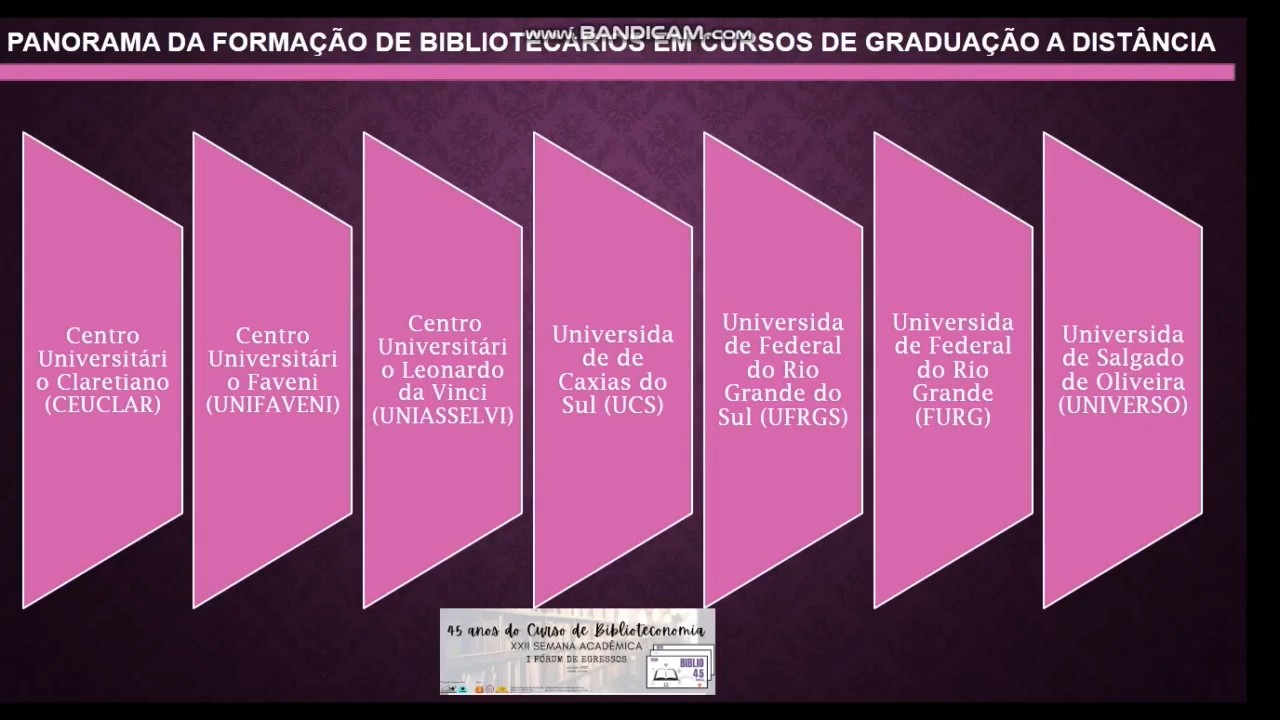 www.BANDICAM.com
PANORAMA DA FORMAÇÃO DE BIBLIOTECÁRIOS EM CURSOS DE GRADUAÇÃO A DISTÂNCIA
Centro
Universitári
o Claretiano
(CEUCLAR)
Centro
Universitári
o Faveni
(UNIFAVENI)
Centro
Universitári
o Leonardo
da Vinci
(UNIASSELVI)
Universida
de de
Caxias do
Sul (UCS)
Universida
de Federal
do Rio
Grande do
Sul (UFRGS)
Universida
de Federal
do Rio
Grande
(FURG)
Universida
de Salgado
de Oliveira
(UNIVERSO)
45 anos do Curso de Biblioteconomia
XXII SEMANA ACADÊMICA
I FÓRUM DE EGRESSOS
BIBLIO
45